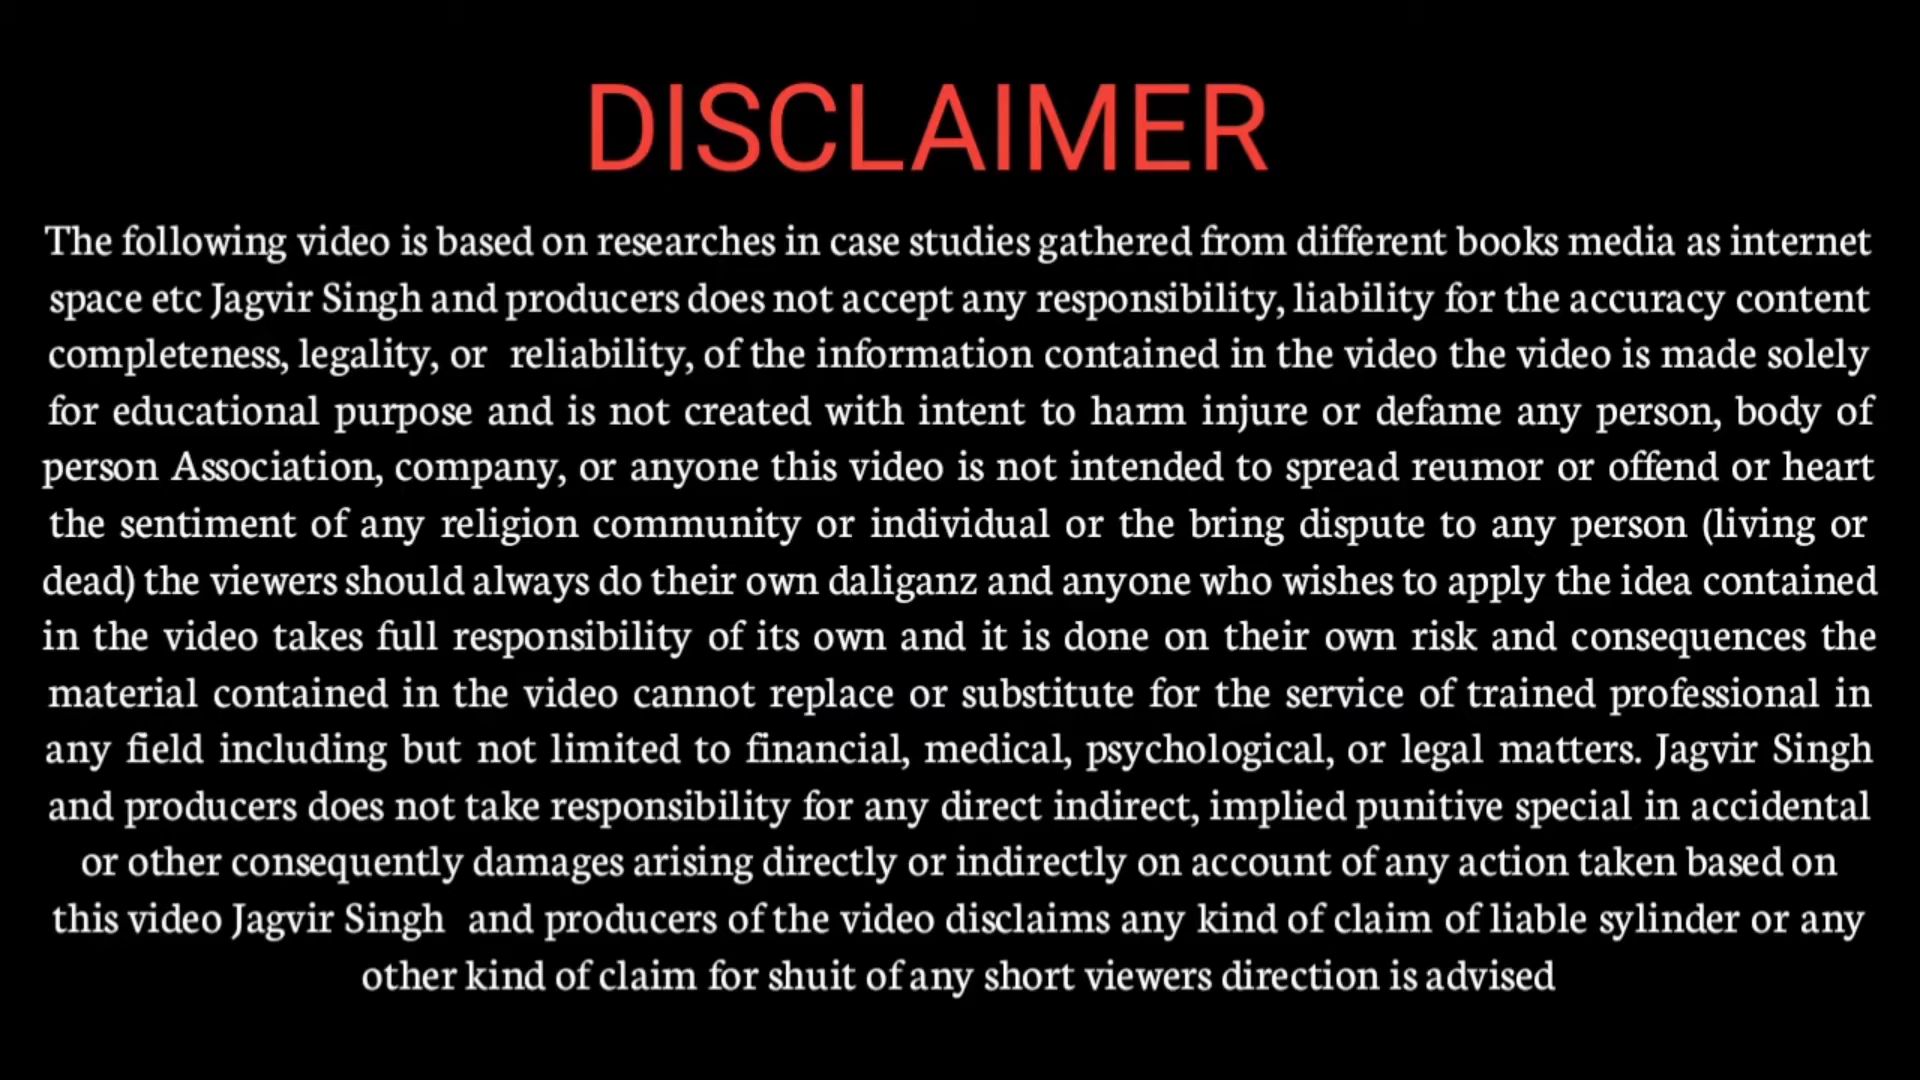 DISCLAIMER
The following video is based on researches in case studies gathered from different books media as internet
space etc Jagvir Singh and producers does not accept any responsibility, liability for the accuracy content
completeness, legality, or reliability, of the information contained in the video the video is made solely
for educational purpose and is not created with intent to harm injure or defame any person, body of
person Association, company, or anyone this video is not intended to spread reumor or offend or heart
the sentiment of any religion community or individual or the bring dispute to any person (living or
dead) the viewers should always do their own daliganz and anyone who wishes to apply the idea contained
in the video takes full responsibility of its own and it is done on their own risk and consequences the
material contained in the video cannot replace or substitute for the service of trained professional in
any field including but not limited to financial, medical, psychological, or legal matters. Jagvir Singh
and producers does not take responsibility for any direct indirect, implied punitive special in accidental
or other consequently damages arising directly or indirectly on account of any action taken based on
this video Jagvir Singh and producers of the video disclaims any kind of claim of liable sylinder or any
other kind of claim for shuit of any short viewers direction is advised